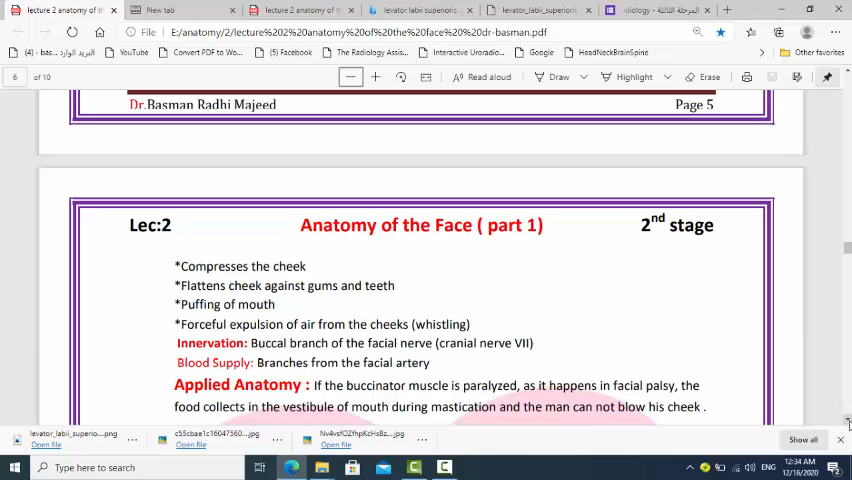 lecture 2 anatomy of th
New tab
lecture 2 anatomy of th
levator labii superioris
levator_labii_superioris
المرحلة الثالثة - Radiology
File
E:/anatomy/2/lecture%202%20anatomy%20of%20the%20face%20%20dr-basman.pdf
(4) - البريد الوارد
YouTube
Convert PDF to Wo...
(5) Facebook
The Radiology Assis...
Interactive Uroradio...
Google
HeadNeckBrainSpine
Other favorites
6 of 10
Read aloud
Draw
Highlight
Erase
Dr.Basman Radhi Majeed Page 5
Lec:2 Anatomy of the Face ( part 1) 2nd stage
*Compresses the cheek
*Flattens cheek against gums and teeth
*Puffing of mouth
*Forceful expulsion of air from the cheeks (whistling)
Innervation: Buccal branch of the facial nerve (cranial nerve VII)
Blood Supply: Branches from the facial artery
Applied Anatomy : If the buccinator muscle is paralyzed, as it happens in facial palsy, the
food collects in the vestibule of mouth during mastication and the man can not blow his cheek .
levator_labii_superio....png
Open file
c55cbae1c16047560....jpg
Open file
Nv4vsfOZfhpKcHsBz....jpg
Open file
Show all
Type here to search
ENG
12:34 AM
12/16/2020
2